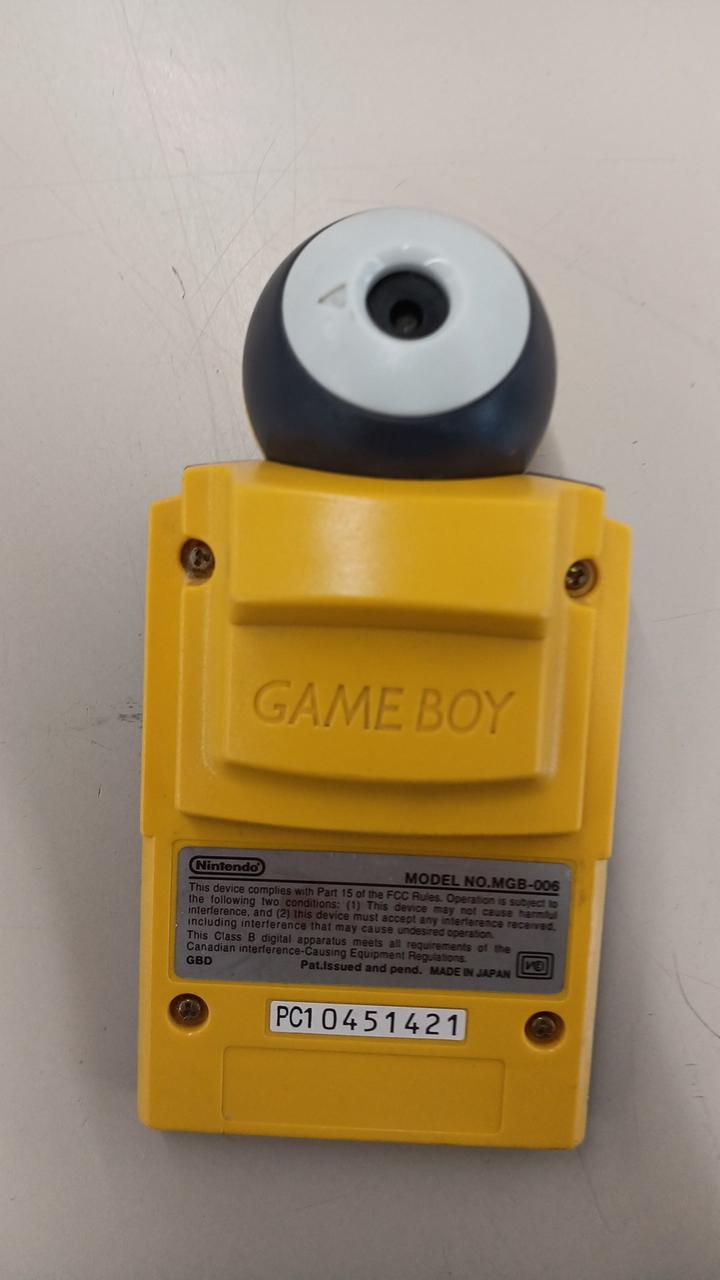 GAME BOY
Nintendo
MODEL NO.MGB-006
This device complies with Part 15 of the FCC Rules. Operation is subject to
the following two conditions: (1) This device may not cause harmful
interference, and (2) this device must accept any interference received,
including interference that may cause undesired operation.
This Class B digital apparatus meets all requirements of the
Canadian interference-Causing Equipment Regulations.
GBD Pat.Issued and pend. MADE IN JAPAN
PC10451421